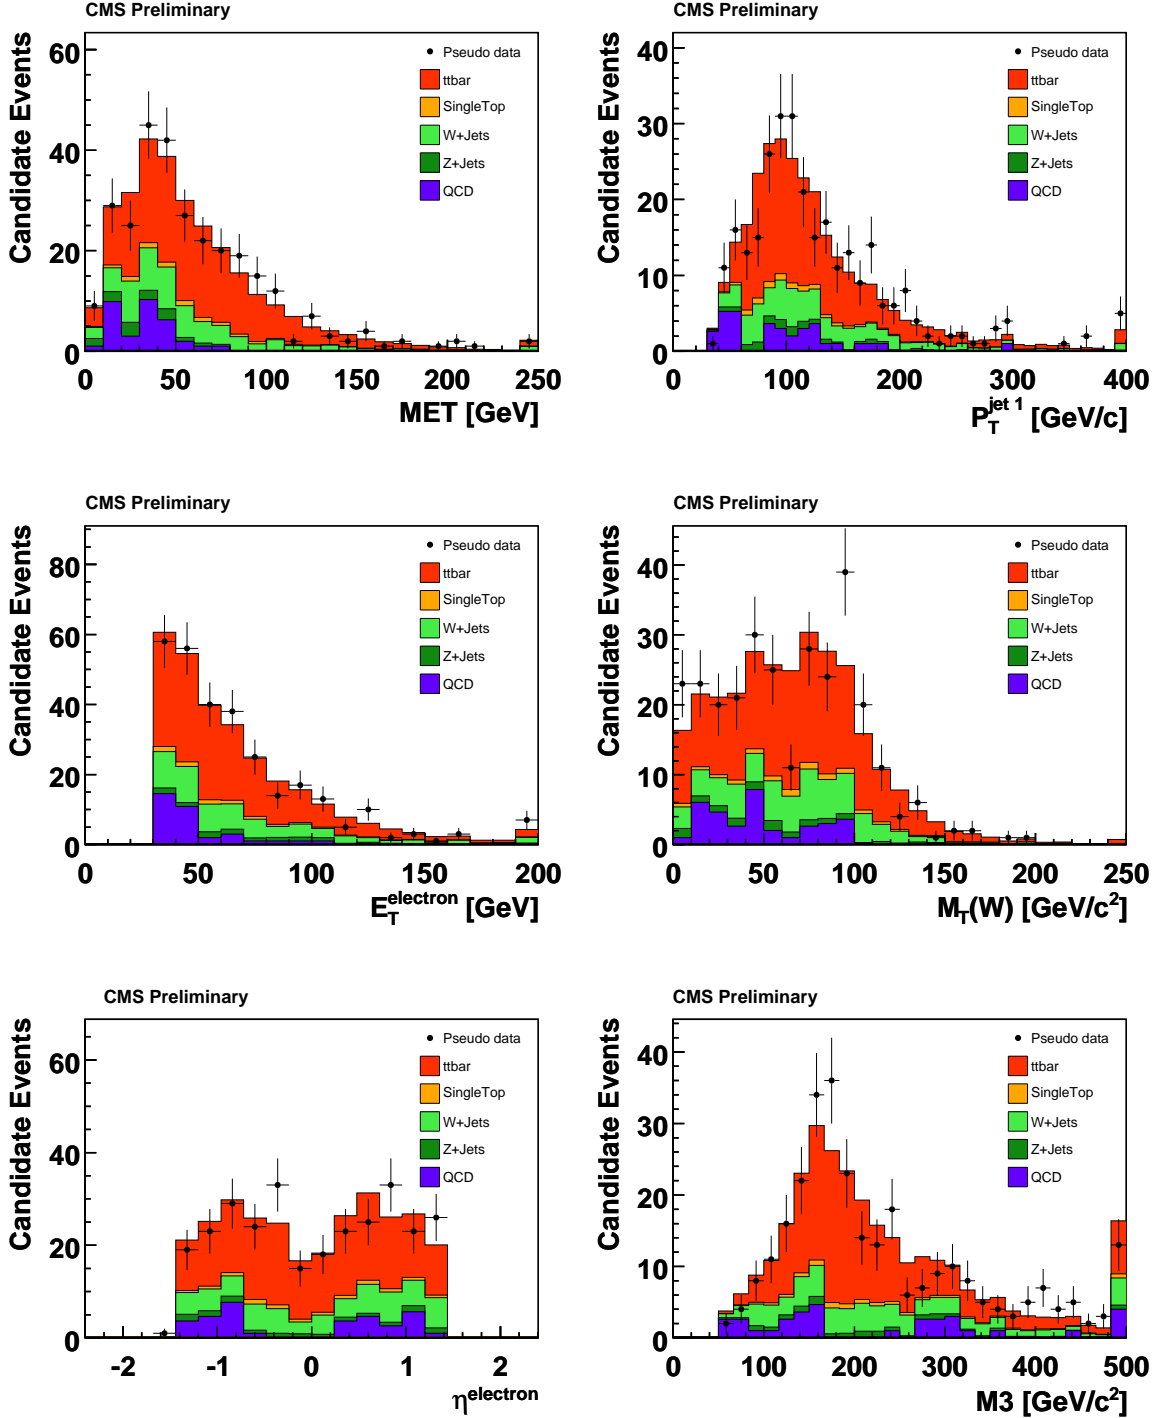 CMS Preliminary
Candidate Events
60
40
20
0
Pseudo data
ttbar
SingleTop
W+Jets
Z+Jets
QCD
0 50 100 150 200 250
MET [GeV]
CMS Preliminary
Candidate Events
40
30
20
10
0
Pseudo data
ttbar
SingleTop
W+Jets
Z+Jets
QCD
0 100 200 300 400
P_T^jet 1 [GeV/c]
CMS Preliminary
Candidate Events
80
60
40
20
0
Pseudo data
ttbar
SingleTop
W+Jets
Z+Jets
QCD
0 50 100 150 200
E_T^electron [GeV]
CMS Preliminary
Candidate Events
40
30
20
10
0
Pseudo data
ttbar
SingleTop
W+Jets
Z+Jets
QCD
0 50 100 150 200 250
M_T(W) [GeV/c²]
CMS Preliminary
Candidate Events
60
40
20
0
Pseudo data
ttbar
SingleTop
W+Jets
Z+Jets
QCD
-2 -1 0 1 2
η^electron
CMS Preliminary
Candidate Events
40
30
20
10
0
Pseudo data
ttbar
SingleTop
W+Jets
Z+Jets
QCD
0 100 200 300 400 500
M3 [GeV/c²]